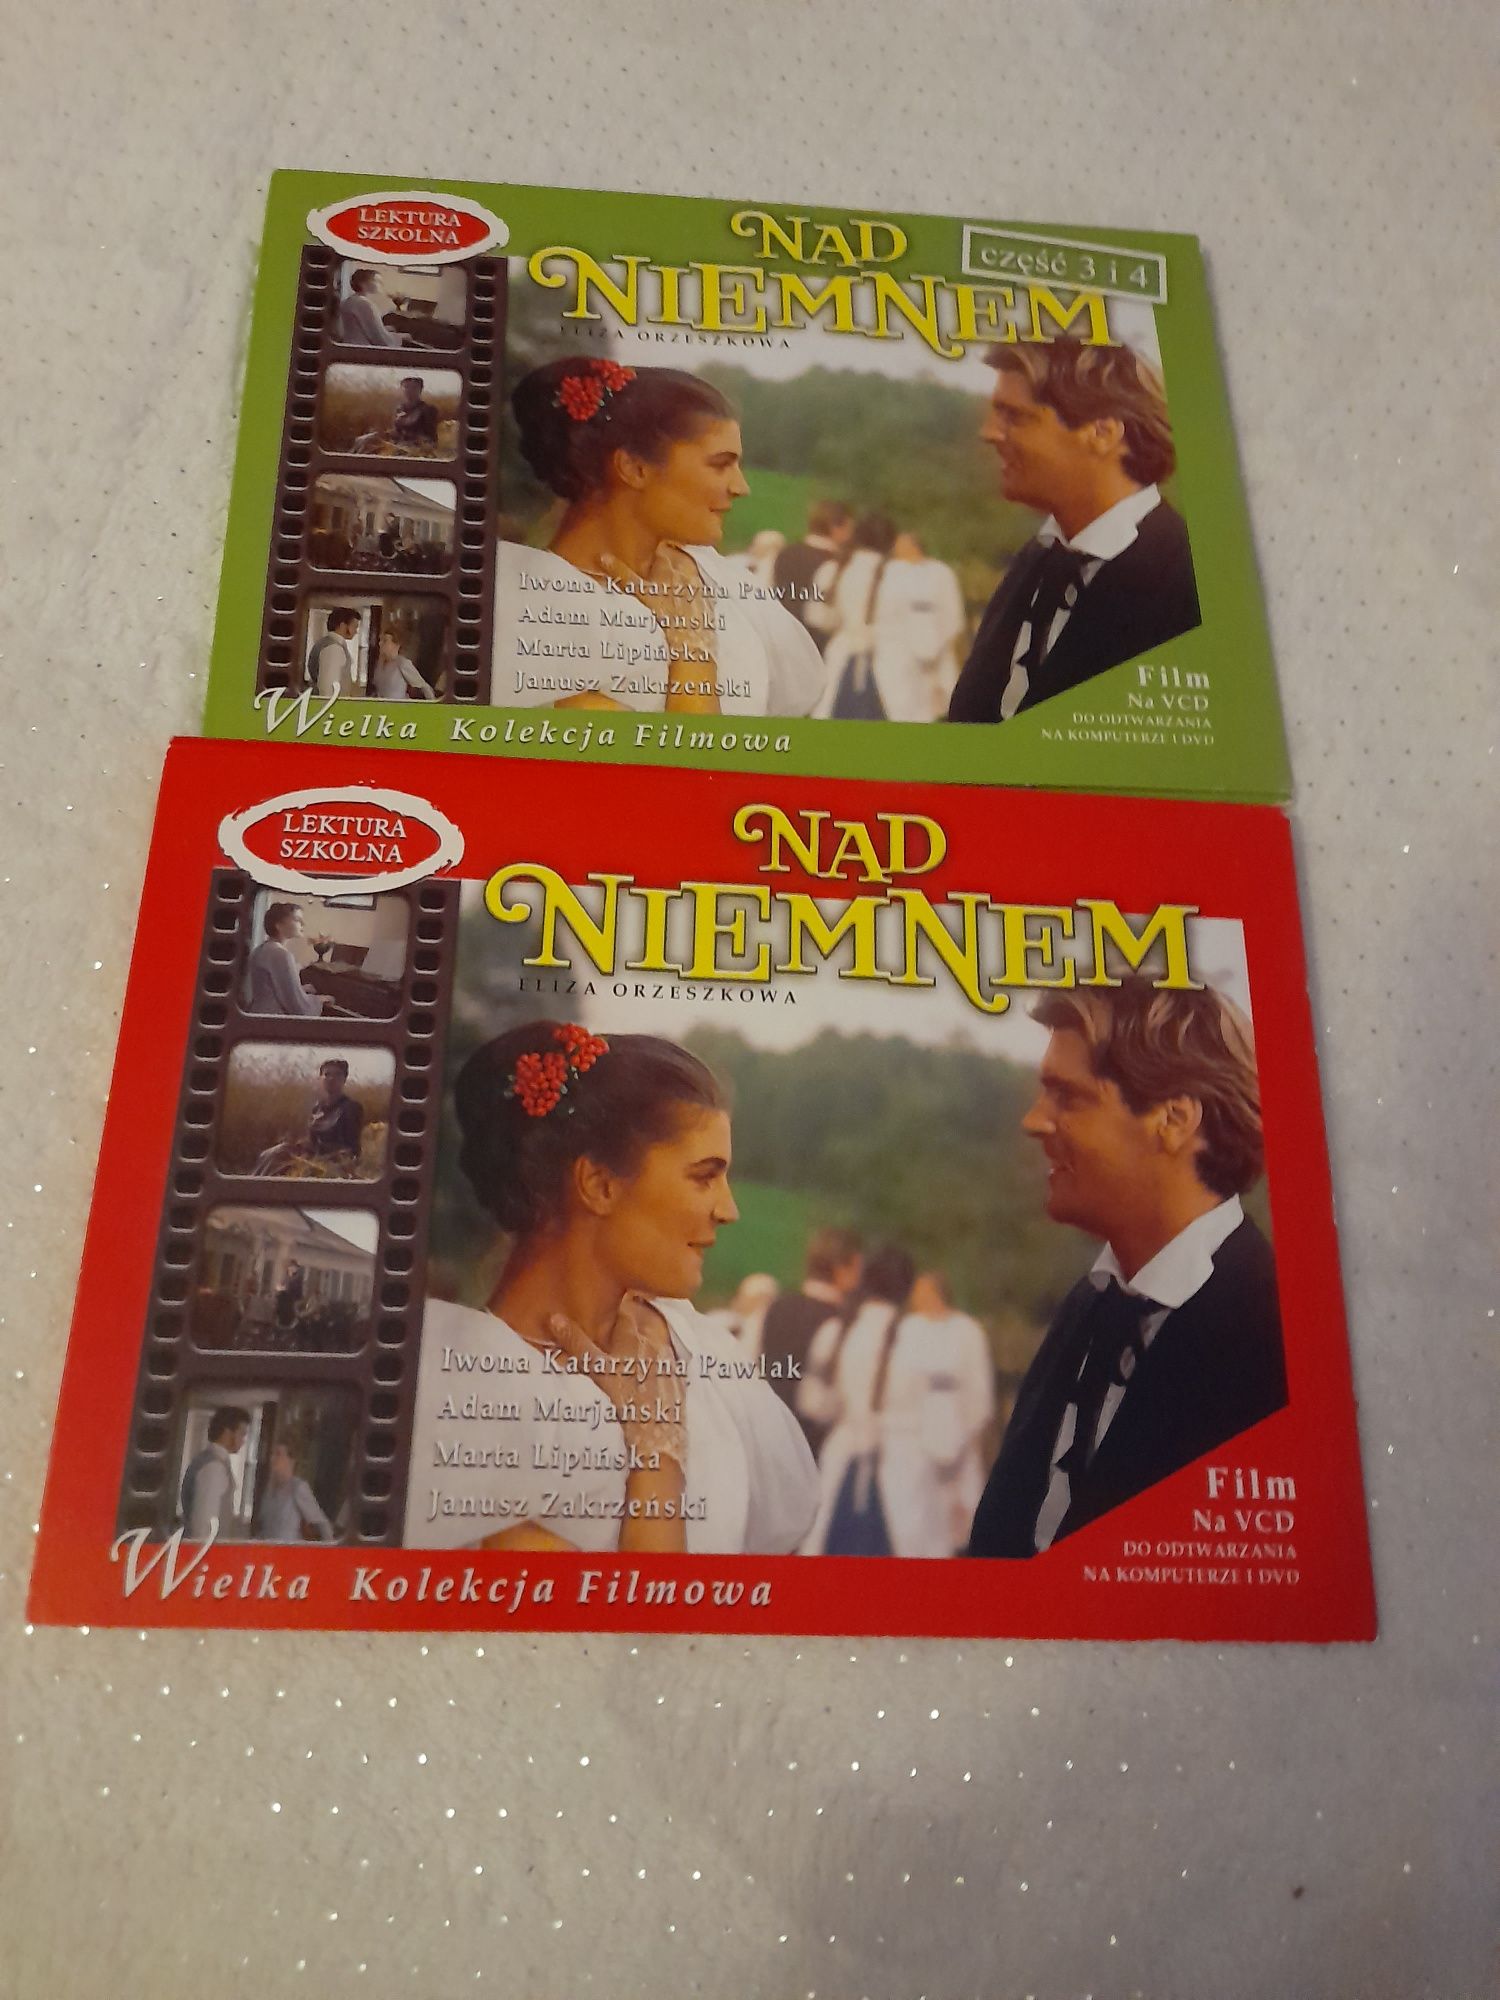 LEKTURA
SZKOLNA
NAD
NIEMNEM
część 3 i 4
ELIZA ORZESZKOWA
Iwona Katarzyna Pawlak
Adam Marjański
Marta Lipińska
Janusz Zakrzeński
Film
Na VCD
DO ODTWARZANIA
NA KOMPUTERZE I DVD
Wielka Kolekcja Filmowa
LEKTURA
SZKOLNA
NAD
NIEMNEM
ELIZA ORZESZKOWA
Iwona Katarzyna Pawlak
Adam Marjański
Marta Lipińska
Janusz Zakrzeński
Film
Na VCD
DO ODTWARZANIA
NA KOMPUTERZE I DVD
Wielka Kolekcja Filmowa